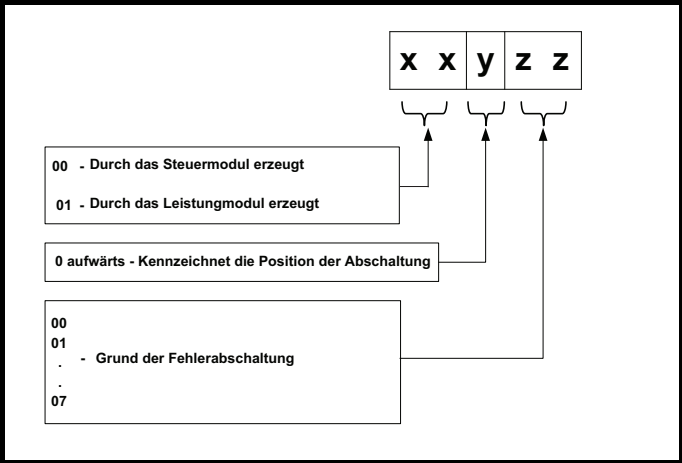 x x y z z
00 - Durch das Steuermodul erzeugt
01 - Durch das Leistungmodul erzeugt
0 aufwärts - Kennzeichnet die Position der Abschaltung
00
01
.
- Grund der Fehlerabschaltung
.
07